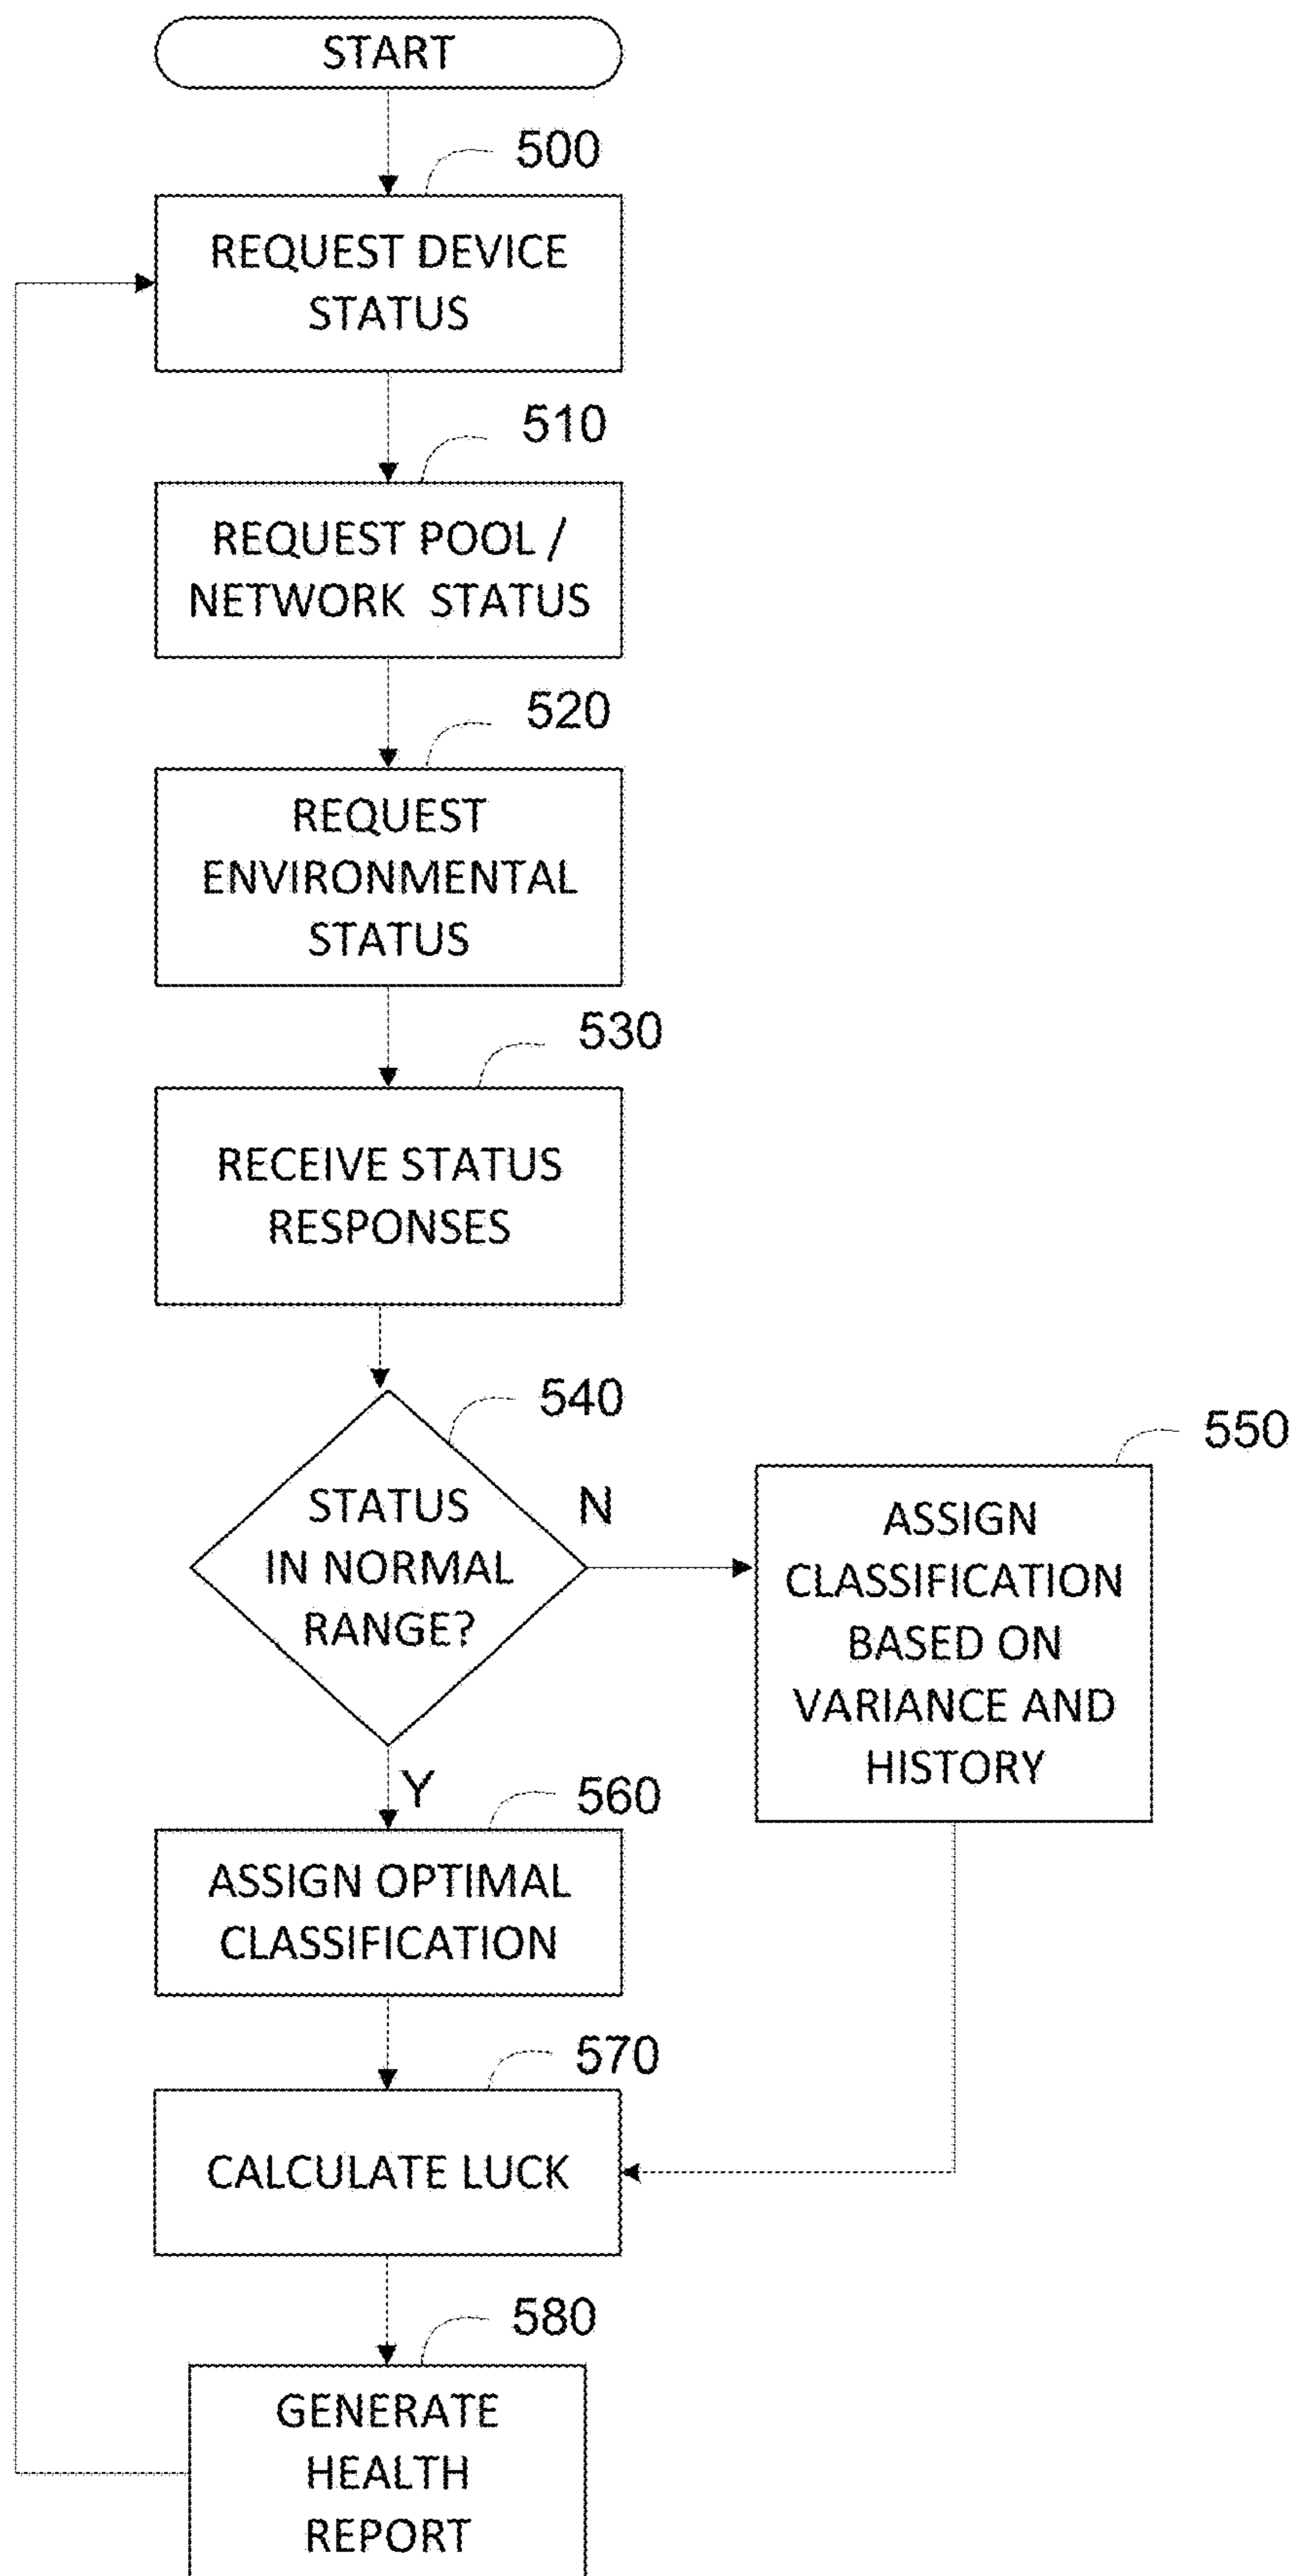 START
500
REQUEST DEVICE
STATUS
510
REQUEST POOL /
NETWORK STATUS
520
REQUEST
ENVIRONMENTAL
STATUS
530
RECEIVE STATUS
RESPONSES
540
STATUS
IN NORMAL
RANGE?
N
550
ASSIGN
CLASSIFICATION
BASED ON
VARIANCE AND
HISTORY
Y
560
ASSIGN OPTIMAL
CLASSIFICATION
570
CALCULATE LUCK
580
GENERATE
HEALTH
REPORT